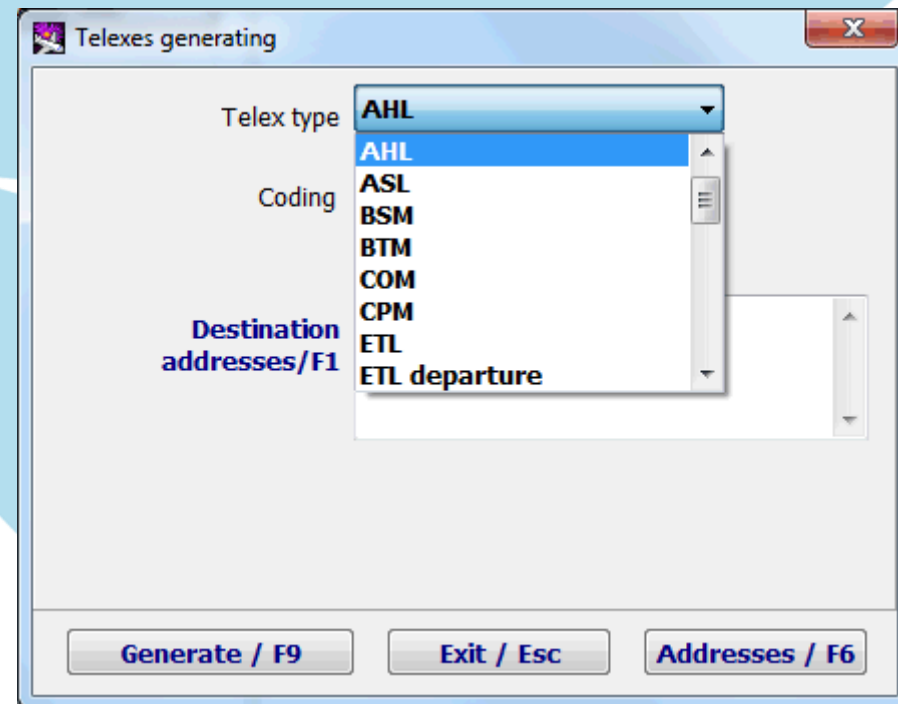 Telexes generating
Telex type AHL
AHL
Coding
ASL
BSM
BTM
COM
CPM
Destination addresses/F1
ETL
ETL departure
Generate / F9 Exit / Esc Addresses / F6